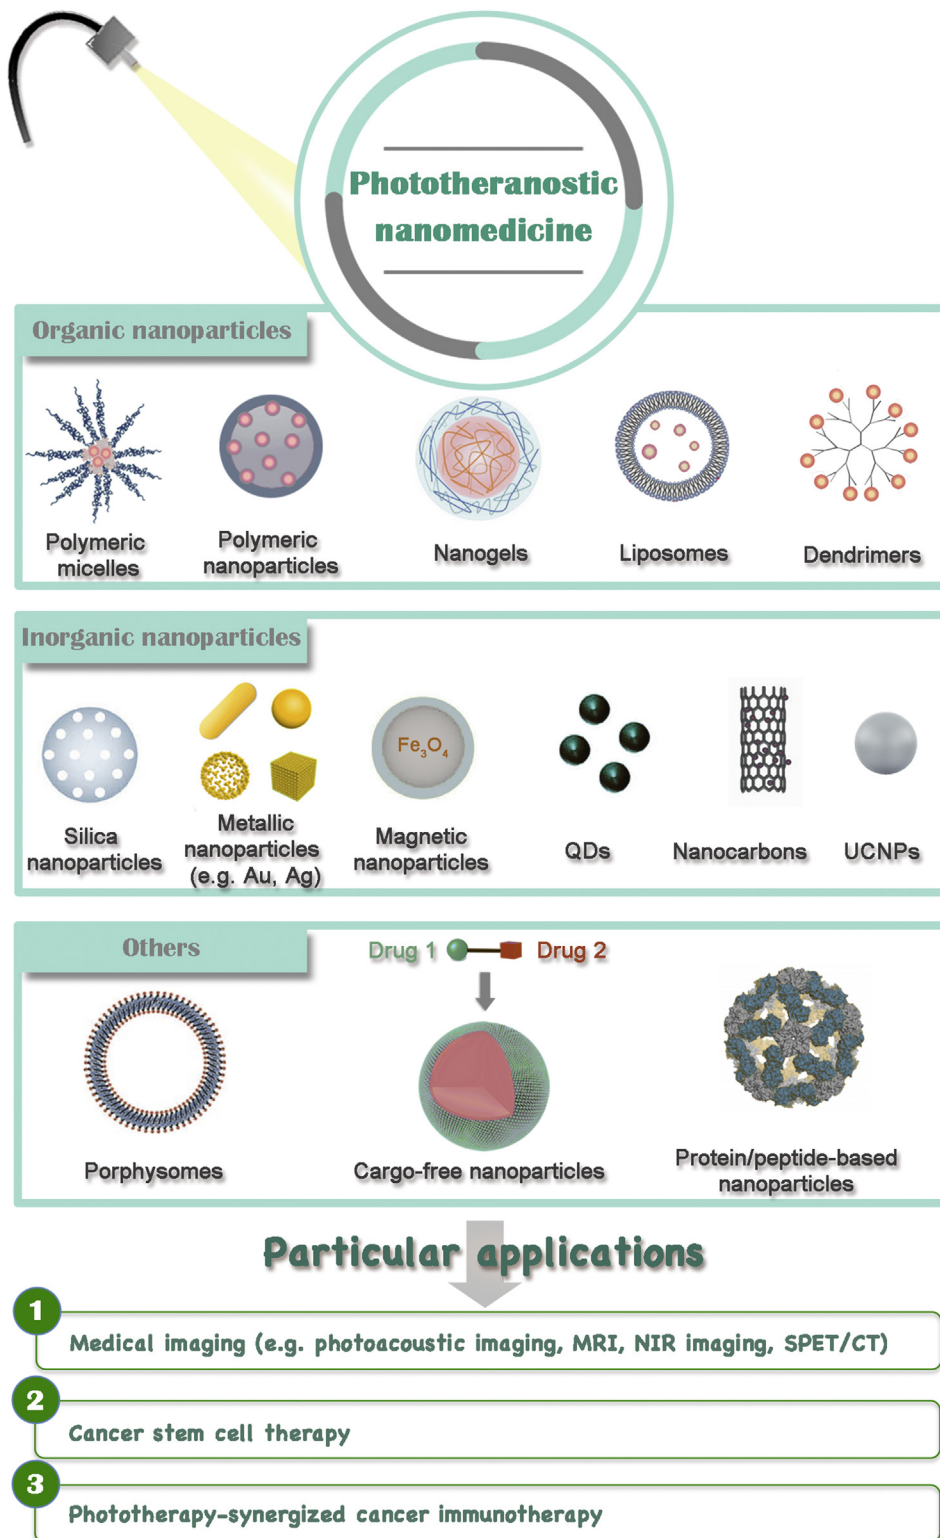 Phototheranostic
nanomedicine
Organic nanoparticles
Polymeric
micelles
Polymeric
nanoparticles
Nanogels
Liposomes
Dendrimers
Inorganic nanoparticles
Fe₃O₄
Silica
nanoparticles
Metallic
nanoparticles
(e.g. Au, Ag)
Magnetic
nanoparticles
QDs
Nanocarbons
UCNPs
Others
Drug 1
Drug 2
Porphysomes
Cargo-free nanoparticles
Protein/peptide-based
nanoparticles
Particular applications
1
Medical imaging (e.g. photoacoustic imaging, MRI, NIR imaging, SPET/CT)
2
Cancer stem cell therapy
3
Phototherapy-synergized cancer immunotherapy